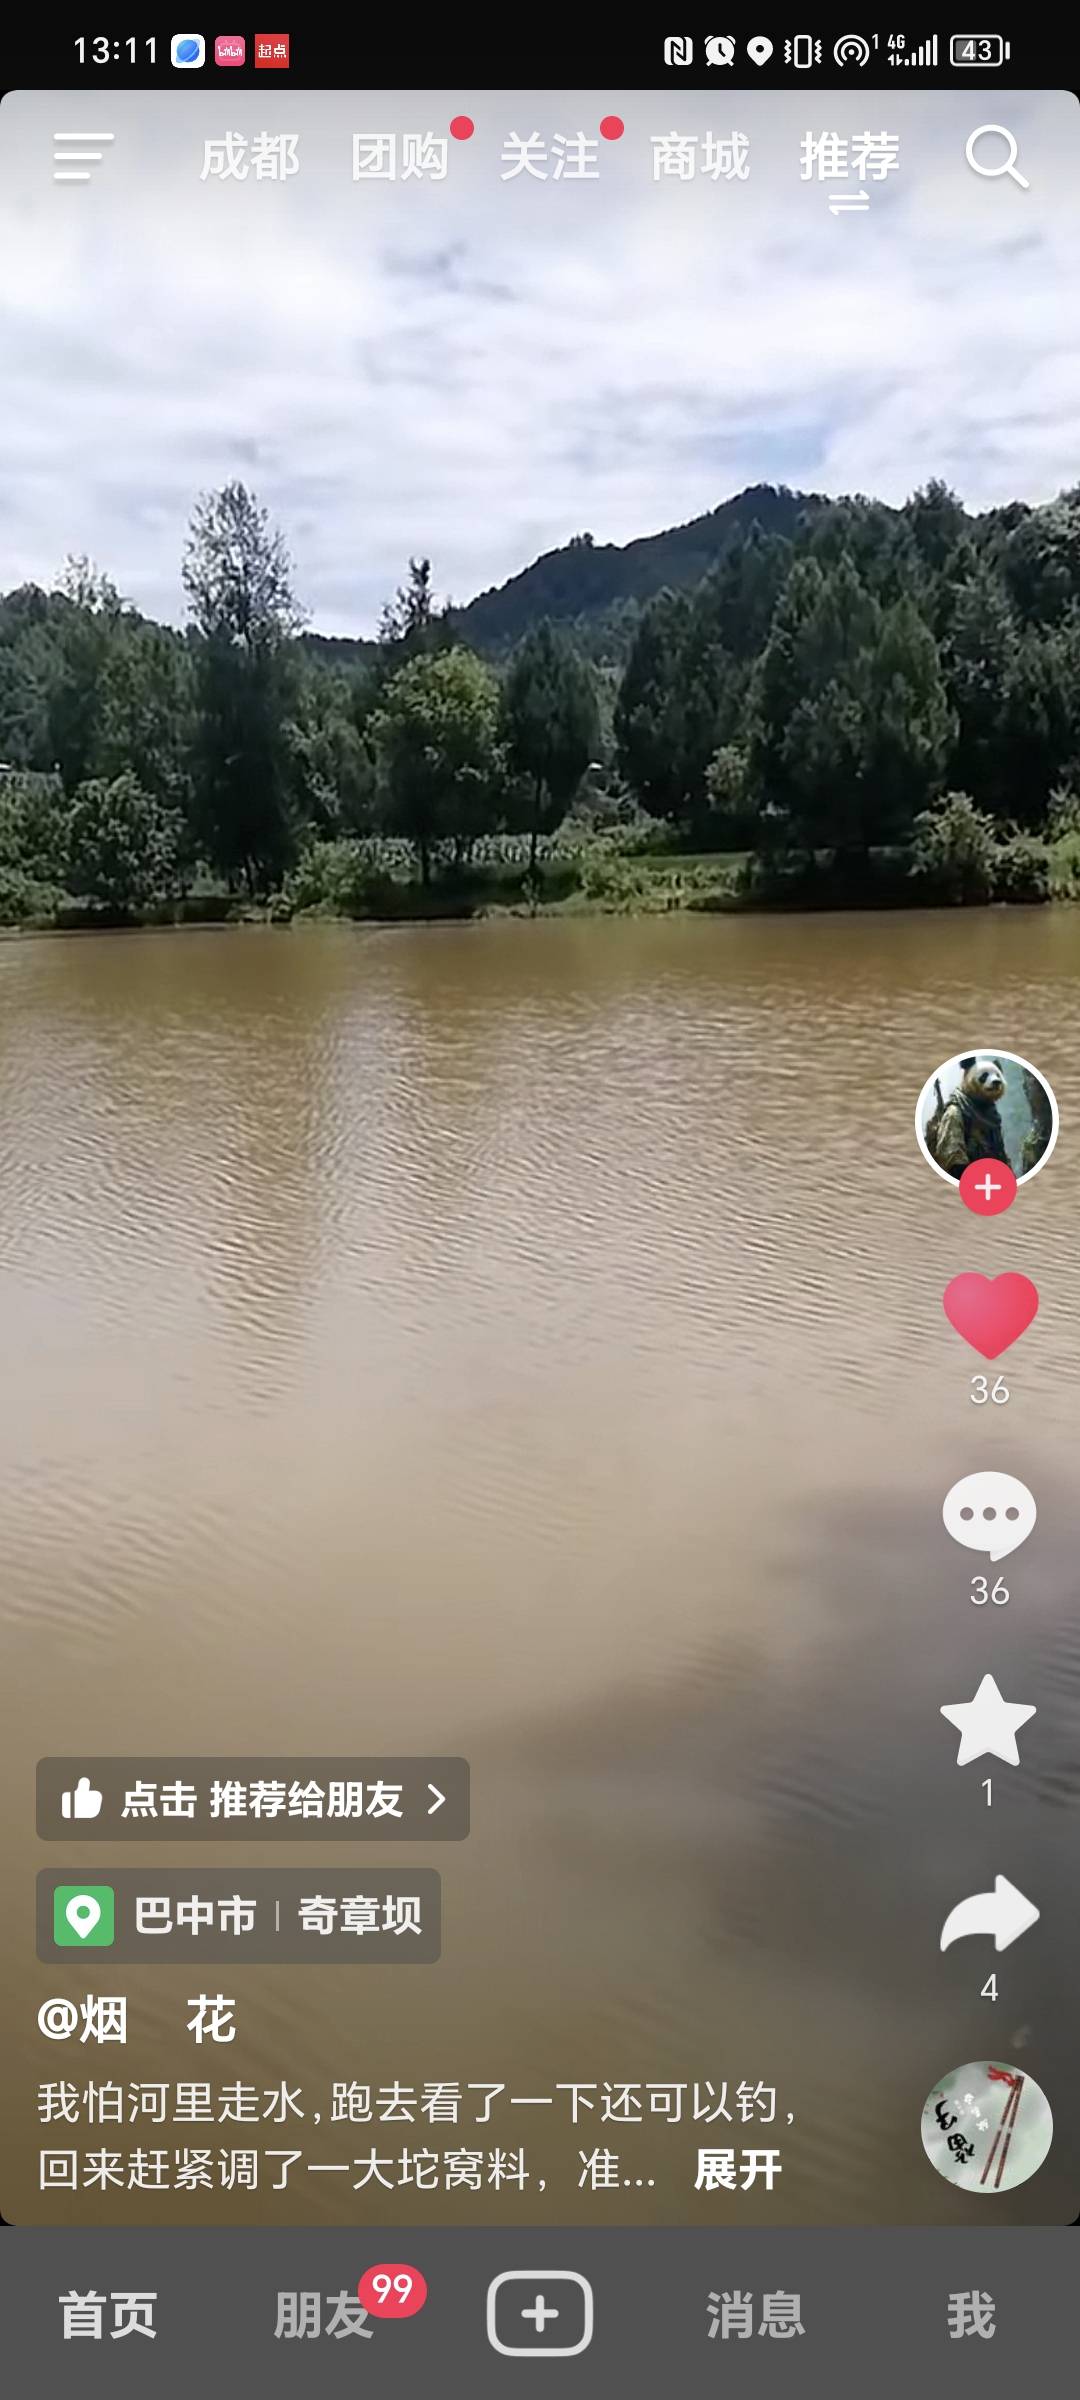 13:11 bilibili 起点 1 4G 43
成都 团购 关注 商城 推荐
36
36
1
点击 推荐给朋友
巴中市 | 奇章坝
4
@烟 花
我怕河里走水,跑去看了一下还可以钓,
回来赶紧调了一大坨窝料，准... 展开
首页 朋友 99 消息 我